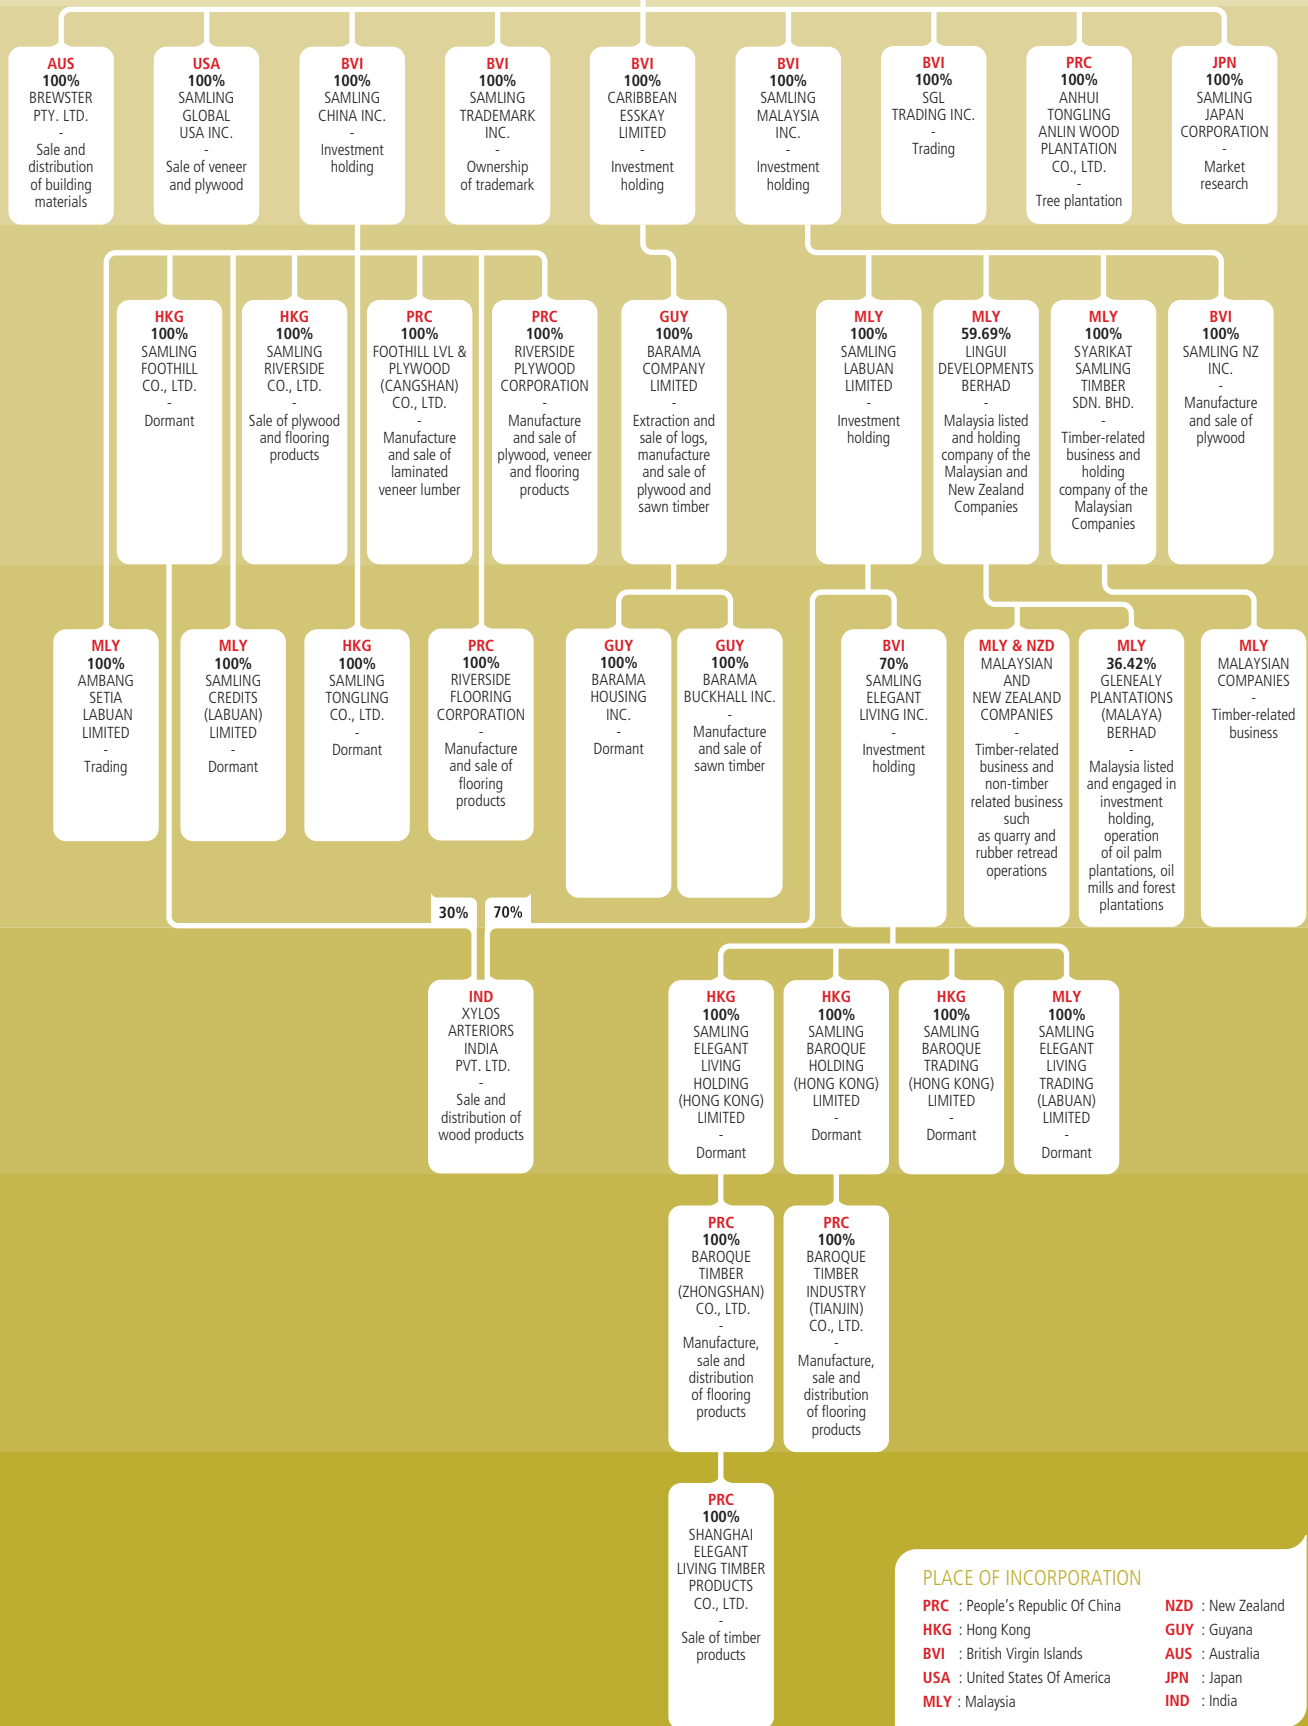 AUS
100%
BREWSTER
PTY. LTD.
-
Sale and
distribution
of building
materials
USA
100%
SAMLING
GLOBAL
USA INC.
-
Sale of veneer
and plywood
BVI
100%
SAMLING
CHINA INC.
-
Investment
holding
BVI
100%
SAMLING
TRADEMARK
INC.
-
Ownership
of trademark
BVI
100%
CARIBBEAN
ESSKAY
LIMITED
-
Investment
holding
BVI
100%
SAMLING
MALAYSIA
INC.
-
Investment
holding
BVI
100%
SGL
TRADING INC.
-
Trading
PRC
100%
ANHUI
TONGLING
ANLIN WOOD
PLANTATION
CO., LTD.
-
Tree plantation
JPN
100%
SAMLING
JAPAN
CORPORATION
-
Market
research
HKG
100%
SAMLING
FOOTHILL
CO., LTD.
-
Dormant
HKG
100%
SAMLING
RIVERSIDE
CO., LTD.
-
Sale of plywood
and flooring
products
PRC
100%
FOOTHILL LVL &
PLYWOOD
(CANGSHAN)
CO., LTD.
-
Manufacture
and sale of
laminated
veneer lumber
PRC
100%
RIVERSIDE
PLYWOOD
CORPORATION
-
Manufacture
and sale of
plywood, veneer
and flooring
products
GUY
100%
BARAMA
COMPANY
LIMITED
-
Extraction and
sale of logs,
manufacture
and sale of
plywood and
sawn timber
MLY
100%
SAMLING
LABUAN
LIMITED
-
Investment
holding
MLY
59.69%
LINGUI
DEVELOPMENTS
BERHAD
-
Malaysia listed
and holding
company of the
Malaysian and
New Zealand
Companies
MLY
100%
SYARIKAT
SAMLING
TIMBER
SDN. BHD.
-
Timber-related
business and
holding
company of the
Malaysian
Companies
BVI
100%
SAMLING NZ
INC.
-
Manufacture
and sale of
plywood
MLY
100%
AMBANG
SETIA
LABUAN
LIMITED
-
Trading
MLY
100%
SAMLING
CREDITS
(LABUAN)
LIMITED
-
Dormant
HKG
100%
SAMLING
TONGLING
CO., LTD.
-
Dormant
PRC
100%
RIVERSIDE
FLOORING
CORPORATION
-
Manufacture
and sale of
flooring
products
GUY
100%
BARAMA
HOUSING
INC.
-
Dormant
GUY
100%
BARAMA
BUCKHALL INC.
-
Manufacture
and sale of
sawn timber
BVI
70%
SAMLING
ELEGANT
LIVING INC.
-
Investment
holding
MLY & NZD
MALAYSIAN
AND
NEW ZEALAND
COMPANIES
-
Timber-related
business and
non-timber
related business
such
as quarry and
rubber retread
operations
MLY
36.42%
GLENEALY
PLANTATIONS
(MALAYA)
BERHAD
-
Malaysia listed
and engaged in
investment
holding,
operation
of oil palm
plantations, oil
mills and forest
plantations
MLY
MALAYSIAN
COMPANIES
-
Timber-related
business
30%
70%
IND
XYLOS
ARTERIORS
INDIA
PVT. LTD.
-
Sale and
distribution of
wood products
HKG
100%
SAMLING
ELEGANT
LIVING
HOLDING
(HONG KONG)
LIMITED
-
Dormant
HKG
100%
SAMLING
BAROQUE
HOLDING
(HONG KONG)
LIMITED
-
Dormant
HKG
100%
SAMLING
BAROQUE
TRADING
(HONG KONG)
LIMITED
-
Dormant
MLY
100%
SAMLING
ELEGANT
LIVING
TRADING
(LABUAN)
LIMITED
-
Dormant
PRC
100%
BAROQUE
TIMBER
(ZHONGSHAN)
CO., LTD.
-
Manufacture,
sale and
distribution
of flooring
products
PRC
100%
BAROQUE
TIMBER
INDUSTRY
(TIANJIN)
CO., LTD.
-
Manufacture,
sale and
distribution
of flooring
products
PRC
100%
SHANGHAI
ELEGANT
LIVING TIMBER
PRODUCTS
CO., LTD.
-
Sale of timber
products
PLACE OF INCORPORATION
PRC : People's Republic Of China
HKG : Hong Kong
BVI : British Virgin Islands
USA : United States Of America
MLY : Malaysia
NZD : New Zealand
GUY : Guyana
AUS : Australia
JPN : Japan
IND : India